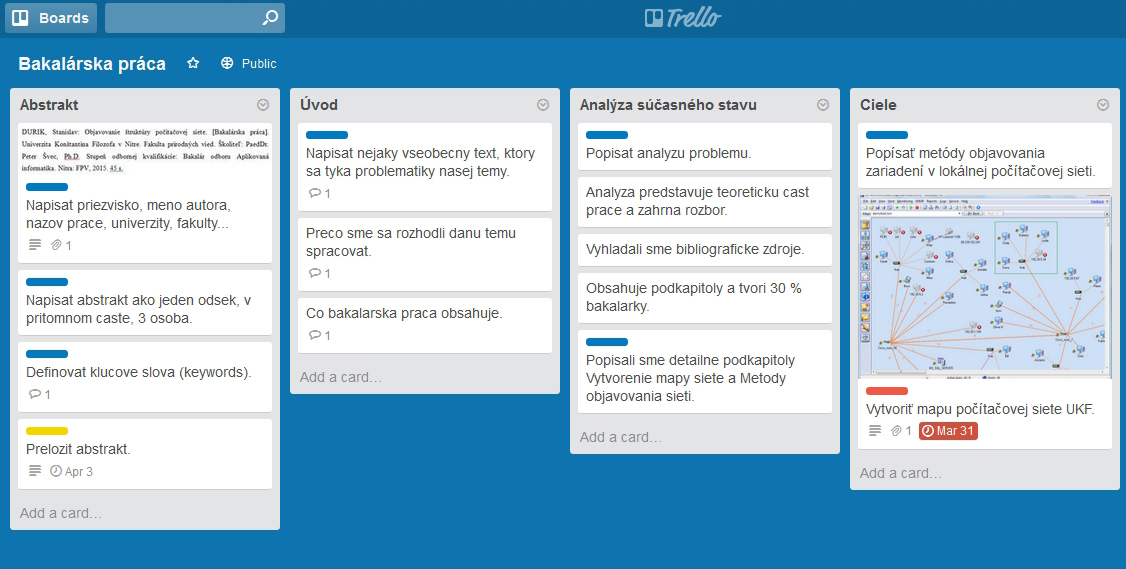 Boards
Trello
Bakalárska práca
Public
Abstrakt
DURIK, Stanislav: Objavovanie štruktúry počítačovej siete. [Bakalárska práca].
Univerzita Konštantína Filozofa v Nitre. Fakulta prírodných vied. Školiteľ: PaedDr.
Peter Švec, Ph.D. Stupeň odbornej kvalifikácie: Bakalár odboru Aplikovaná
informatika. Nitra: FPV, 2015. 45 s.
Napisat priezvisko, meno autora,
nazov prace, univerzity, fakulty...
1
Napisat abstrakt ako jeden odsek, v
pritomnom caste, 3 osoba.
Definovat klucove slova (keywords).
1
Prelozit abstrakt.
Apr 3
Add a card...
Úvod
Napisat nejaky vseobecny text, ktory
sa tyka problematiky nasej temy.
1
Preco sme sa rozhodli danu temu
spracovat.
1
Co bakalarska praca obsahuje.
1
Add a card...
Analýza súčasného stavu
Popisat analyzu problemu.
Analyza predstavuje teoreticku cast
prace a zahrna rozbor.
Vyhladali sme bibliograficke zdroje.
Obsahuje podkapitoly a tvori 30 %
bakalarky.
Popisali sme detailne podkapitoly
Vytvorenie mapy siete a Metody
objavovania sieti.
Add a card...
Ciele
Popísať metódy objavovania
zariadení v lokálnej počítačovej sieti.
Vytvoriť mapu počítačovej siete UKF.
1
Mar 31
Add a card...